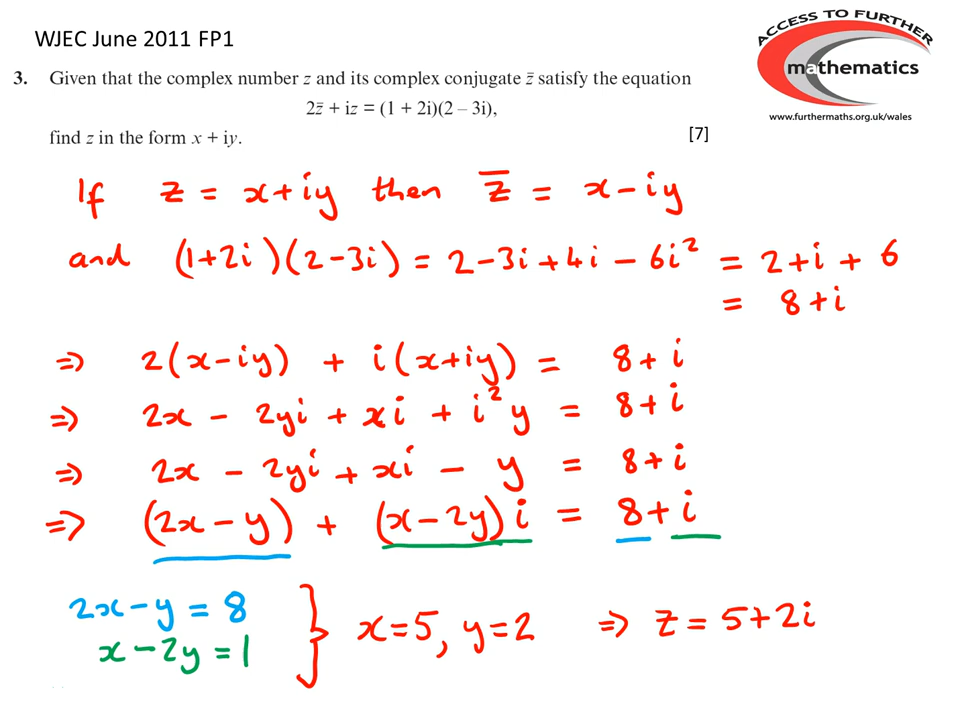 WJEC June 2011 FP1
ACCESS TO FURTHER
mathematics
www.furthermaths.org.uk/wales
3. Given that the complex number z and its complex conjugate z̄ satisfy the equation
2z̄ + iz = (1 + 2i)(2 – 3i),
find z in the form x + iy. [7]
If z = x+iy then z̄ = x-iy
and (1+2i)(2-3i) = 2-3i+4i-6i² = 2+i+6
= 8+i
⇒ 2(x-iy) + i(x+iy) = 8+i
⇒ 2x - 2yi + xi + i²y = 8+i
⇒ 2x - 2yi + xi - y = 8+i
⇒ (2x-y) + (x-2y)i = 8+i
2x-y = 8
x-2y = 1
} x=5, y=2 ⇒ z = 5+2i